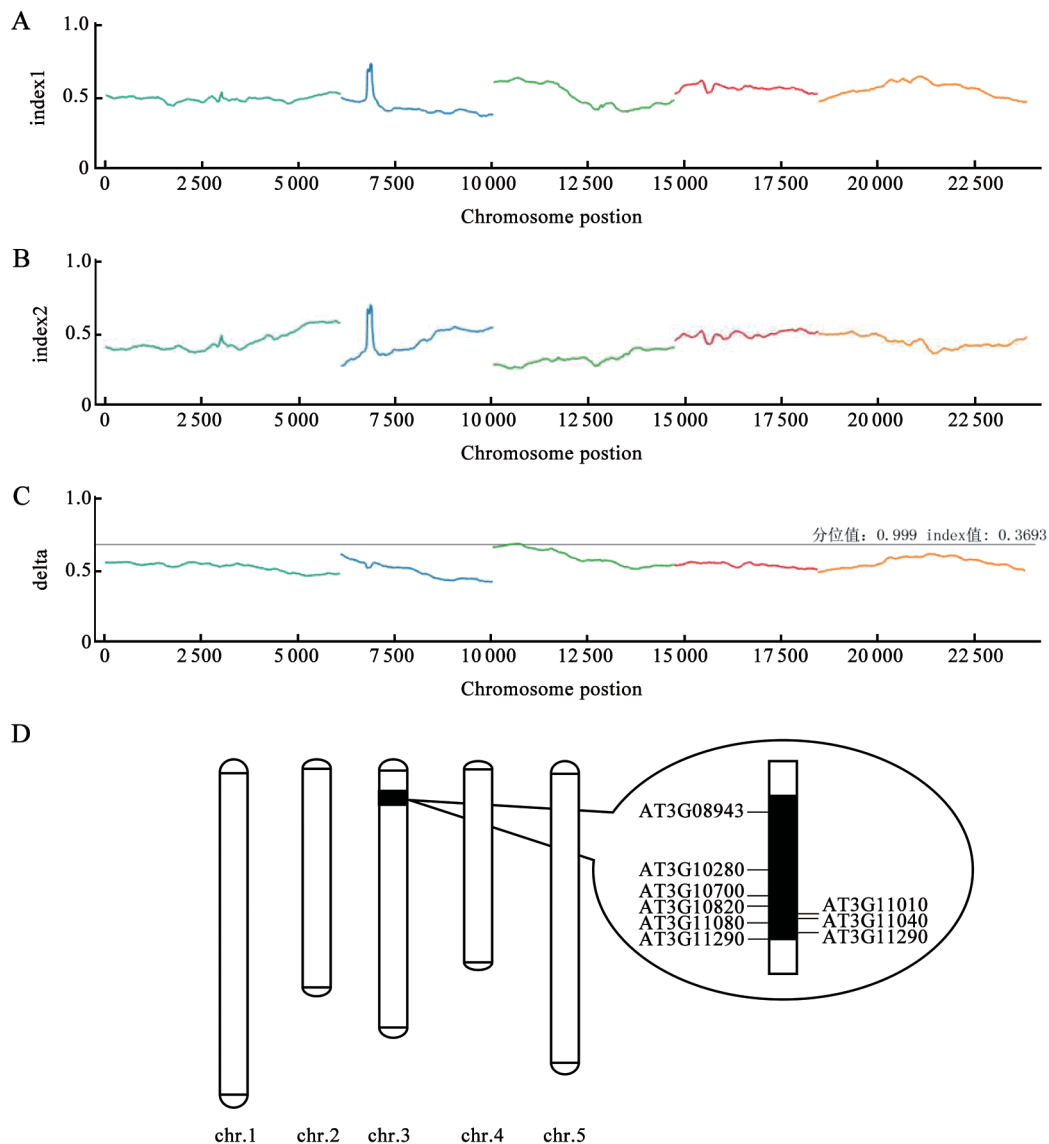 A
1.0
0.5
0
index1
0 2 500 5 000 7 500 10 000 12 500 15 000 17 500 20 000 22 500
Chromosome postion
B
1.0
0.5
0
index2
0 2 500 5 000 7 500 10 000 12 500 15 000 17 500 20 000 22 500
Chromosome postion
C
1.0
0.5
0
delta
分位值: 0.999 index值: 0.3693
0 2 500 5 000 7 500 10 000 12 500 15 000 17 500 20 000 22 500
Chromosome postion
D
AT3G08943
AT3G10280
AT3G10700
AT3G10820
AT3G11080
AT3G11290
AT3G11010
AT3G11040
AT3G11290
chr.1 chr.2 chr.3 chr.4 chr.5